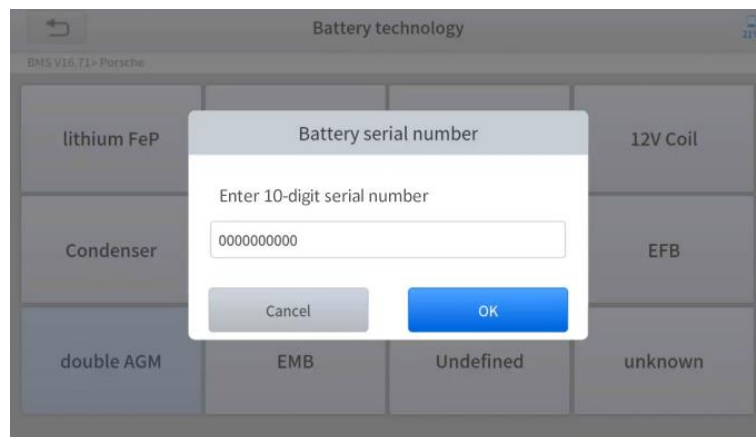 Battery technology
BMS V16.71> Porsche
lithium FeP
12V Coil
Battery serial number
Enter 10-digit serial number
0000000000
Condenser
EFB
Cancel
OK
double AGM
EMB
Undefined
unknown